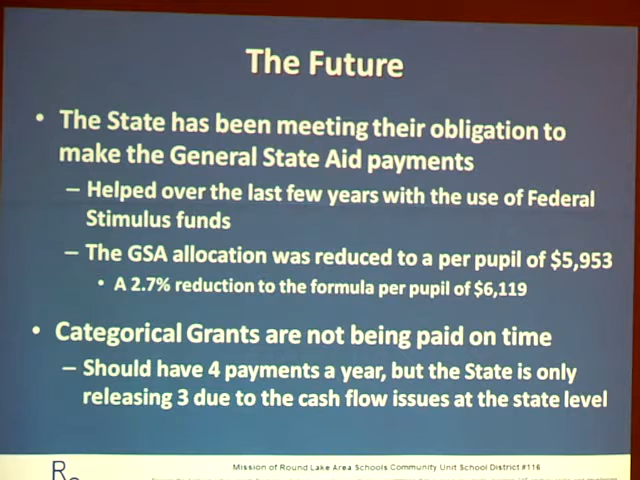 The Future
• The State has been meeting their obligation to
make the General State Aid payments
– Helped over the last few years with the use of Federal
Stimulus funds
– The GSA allocation was reduced to a per pupil of $5,953
• A 2.7% reduction to the formula per pupil of $6,119
• Categorical Grants are not being paid on time
– Should have 4 payments a year, but the State is only
releasing 3 due to the cash flow issues at the state level
Mission of Round Lake Area Schools Community Unit School District #116
R